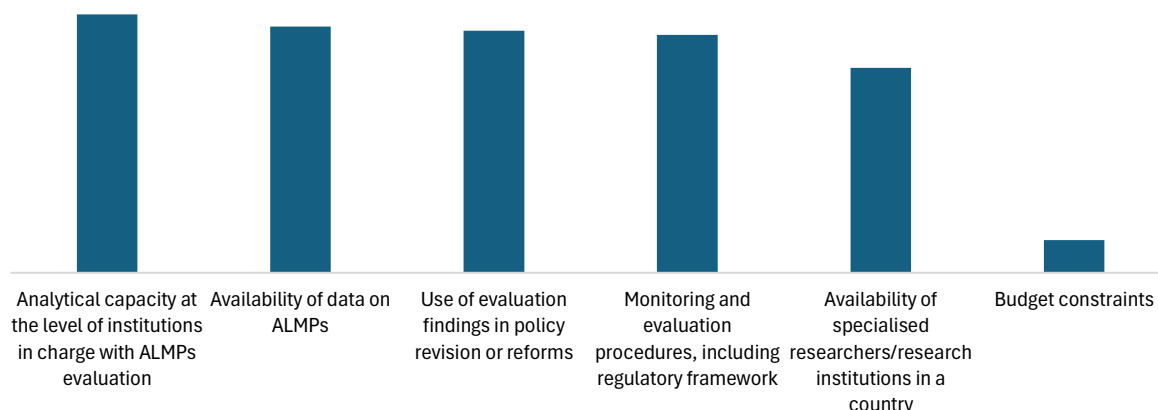 Analytical capacity at
the level of institutions
in charge with ALMPs
evaluation
Availability of data on
ALMPs
Use of evaluation
findings in policy
revision or reforms
Monitoring and
evaluation
procedures, including
regulatory framework
Availability of
specialised
researchers/research
institutions in a
country
Budget constraints